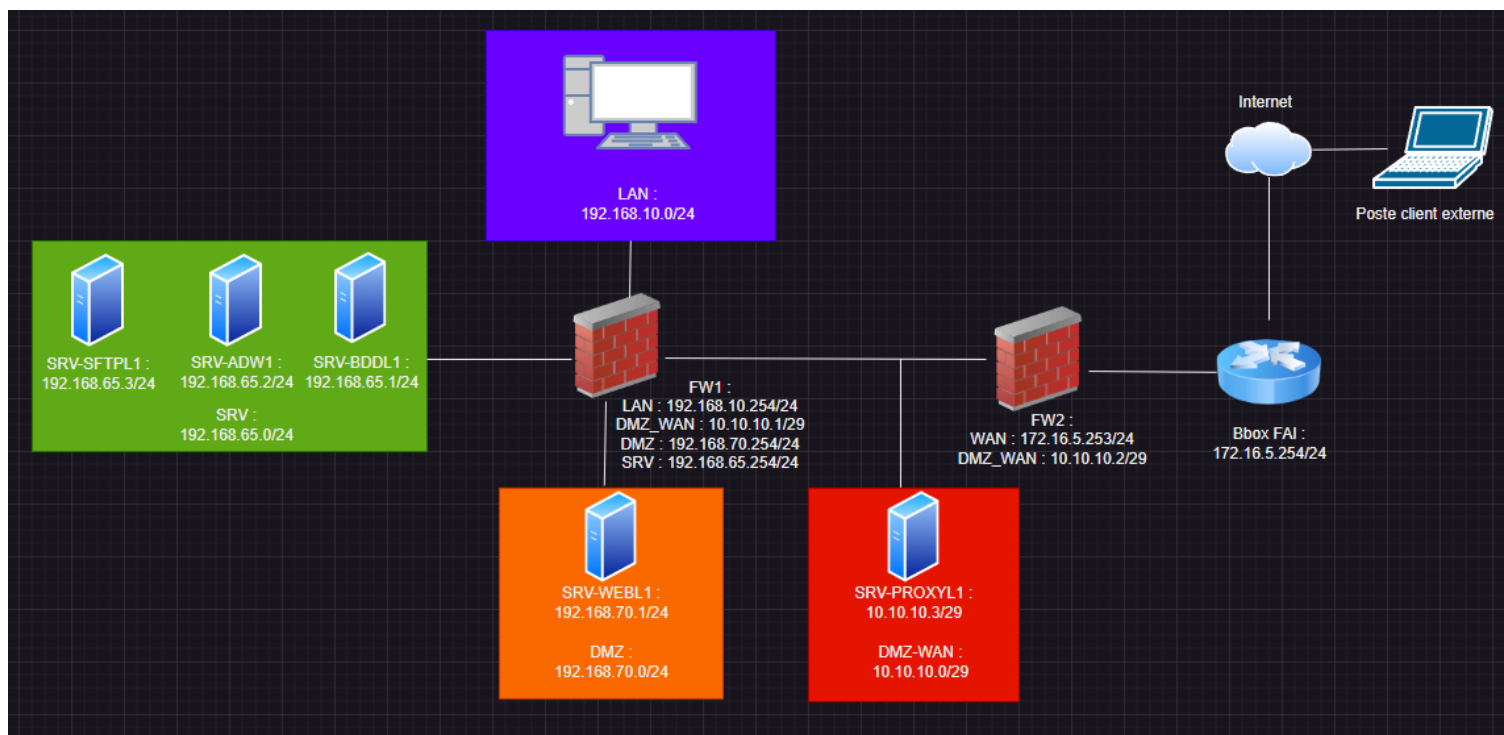 LAN :
192.168.10.0/24
Internet
Poste client externe
SRV-SFTPL1 :
192.168.65.3/24
SRV-ADW1 :
192.168.65.2/24
SRV-BDDL1 :
192.168.65.1/24
SRV :
192.168.65.0/24
FW1 :
LAN : 192.168.10.254/24
DMZ_WAN : 10.10.10.1/29
DMZ : 192.168.70.254/24
SRV : 192.168.65.254/24
FW2 :
WAN : 172.16.5.253/24
DMZ_WAN : 10.10.10.2/29
Bbox FAI :
172.16.5.254/24
SRV-WEBL1 :
192.168.70.1/24
DMZ :
192.168.70.0/24
SRV-PROXYL1 :
10.10.10.3/29
DMZ-WAN :
10.10.10.0/29